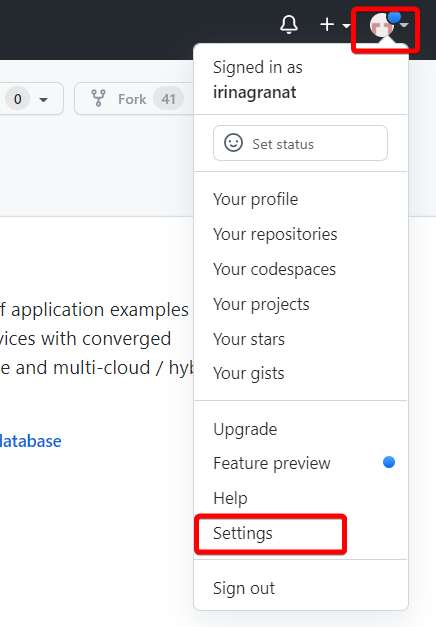 0
Fork 41
Signed in as
irinagranat
Set status
Your profile
Your repositories
Your codespaces
Your projects
Your stars
Your gists
Upgrade
Feature preview
Help
Settings
Sign out
f application examples
vices with converged
e and multi-cloud / hyb
database